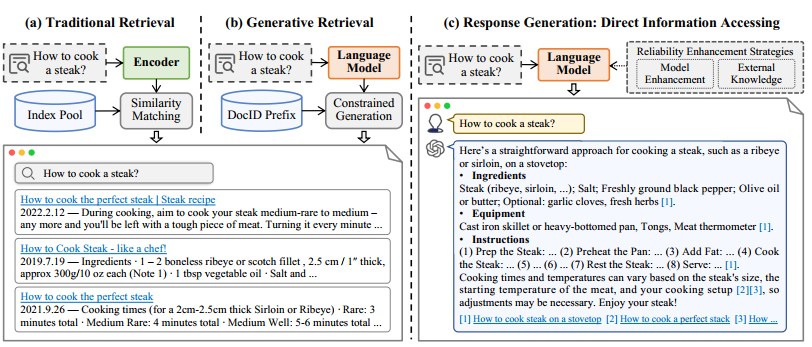 (a) Traditional Retrieval
How to cook
a steak?
Encoder
Index Pool
Similarity
Matching
(b) Generative Retrieval
How to cook
a steak?
Language
Model
DocID Prefix
Constrained
Generation
How to cook a steak?
How to cook the perfect steak | Steak recipe
2022.2.12 — During cooking, aim to cook your steak medium-rare to medium –
any more and you'll be left with a tough piece of meat. Turning it every minute ...
How to Cook Steak - like a chef!
2019.7.19 — Ingredients · 1 – 2 boneless ribeye or scotch fillet , 2.5 cm / 1″ thick,
approx 300g/10 oz each (Note 1) · 1 tbsp vegetable oil · Salt and ...
How to cook the perfect steak
2021.9.26 — Cooking times (for a 2cm-2.5cm thick Sirloin or Ribeye) · Rare: 3
minutes total · Medium Rare: 4 minutes total · Medium Well: 5-6 minutes total ...
(c) Response Generation: Direct Information Accessing
How to cook
a steak?
Language
Model
Reliability Enhancement Strategies
Model
Enhancement
External
Knowledge
How to cook a steak?
Here's a straightforward approach for cooking a steak, such as a ribeye
or sirloin, on a stovetop:
• Ingredients
Steak (ribeye, sirloin, ...); Salt; Freshly ground black pepper; Olive oil
or butter; Optional: garlic cloves, fresh herbs [1].
• Equipment
Cast iron skillet or heavy-bottomed pan, Tongs, Meat thermometer [1].
• Instructions
(1) Prep the Steak: ... (2) Preheat the Pan: ... (3) Add Fat: ... (4) Cook
the Steak: ... (5) ... (6) ... (7) Rest the Steak: ... (8) Serve: ... [1].
Cooking times and temperatures can vary based on the steak's size, the
starting temperature of the meat, and your cooking setup [2][3], so
adjustments may be necessary. Enjoy your steak!
[1] How to cook steak on a stovetop [2] How to cook a perfect stack [3] How ...